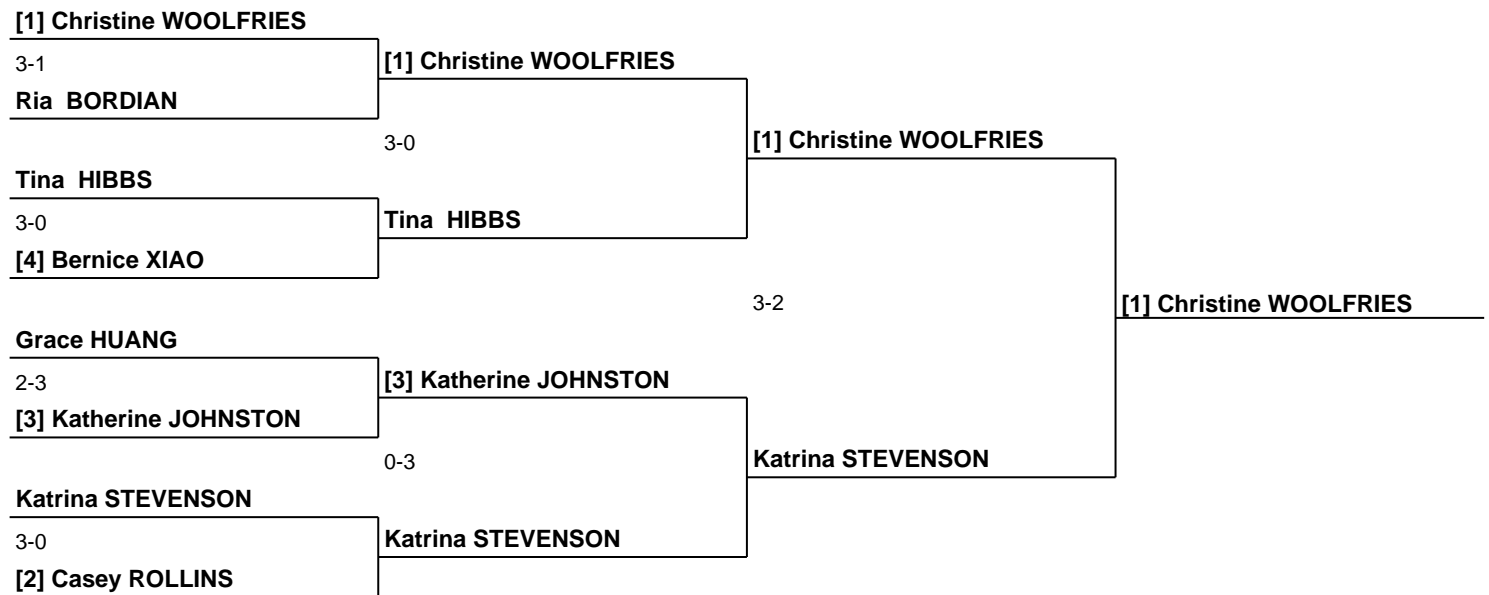 [1] Christine WOOLFRIES
3-1
[1] Christine WOOLFRIES
Ria BORDIAN
3-0
[1] Christine WOOLFRIES
Tina HIBBS
3-0
Tina HIBBS
[4] Bernice XIAO
3-2
[1] Christine WOOLFRIES
Grace HUANG
2-3
[3] Katherine JOHNSTON
[3] Katherine JOHNSTON
0-3
Katrina STEVENSON
Katrina STEVENSON
3-0
Katrina STEVENSON
[2] Casey ROLLINS